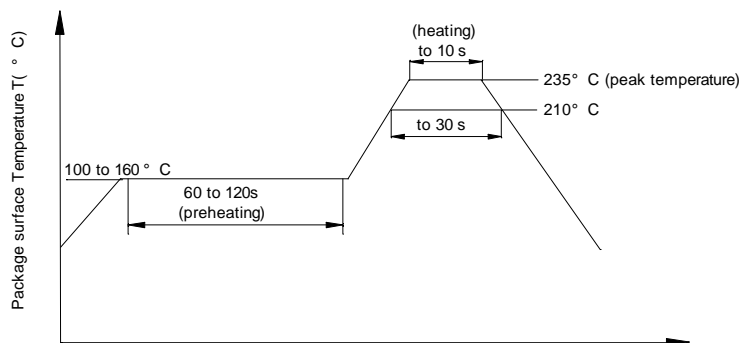 (heating)
to 10 s
235° C (peak temperature)
210° C
to 30 s
100 to 160° C
60 to 120s
(preheating)
Package surface Temperature T( ° C)